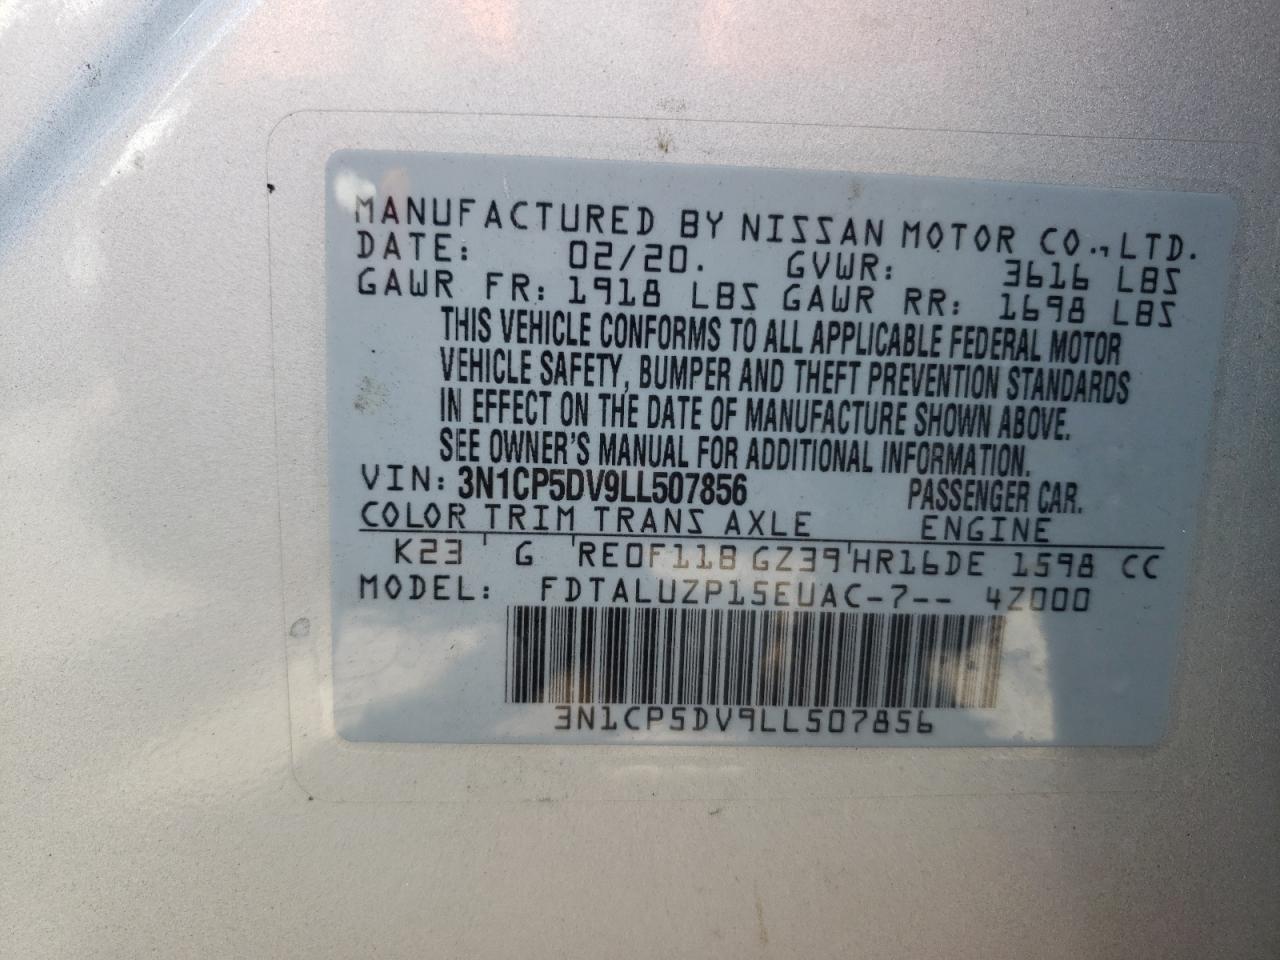 MANUFACTURED BY NISSAN MOTOR CO., LTD.
DATE: 02/20. GVWR: 3616 LBS
GAWR FR: 1918 LBS GAWR RR: 1698 LBS
THIS VEHICLE CONFORMS TO ALL APPLICABLE FEDERAL MOTOR
VEHICLE SAFETY, BUMPER AND THEFT PREVENTION STANDARDS
IN EFFECT ON THE DATE OF MANUFACTURE SHOWN ABOVE.
SEE OWNER'S MANUAL FOR ADDITIONAL INFORMATION.
VIN: 3N1CP5DV9LL507856 PASSENGER CAR.
COLOR TRIM TRANS AXLE ENGINE
K23 ' G 'RE0F11B GZ39'HR16DE 1598 CC
MODEL: FDTALUZP15EUAC-7-- 4Z000
3N1CP5DV9LL507856